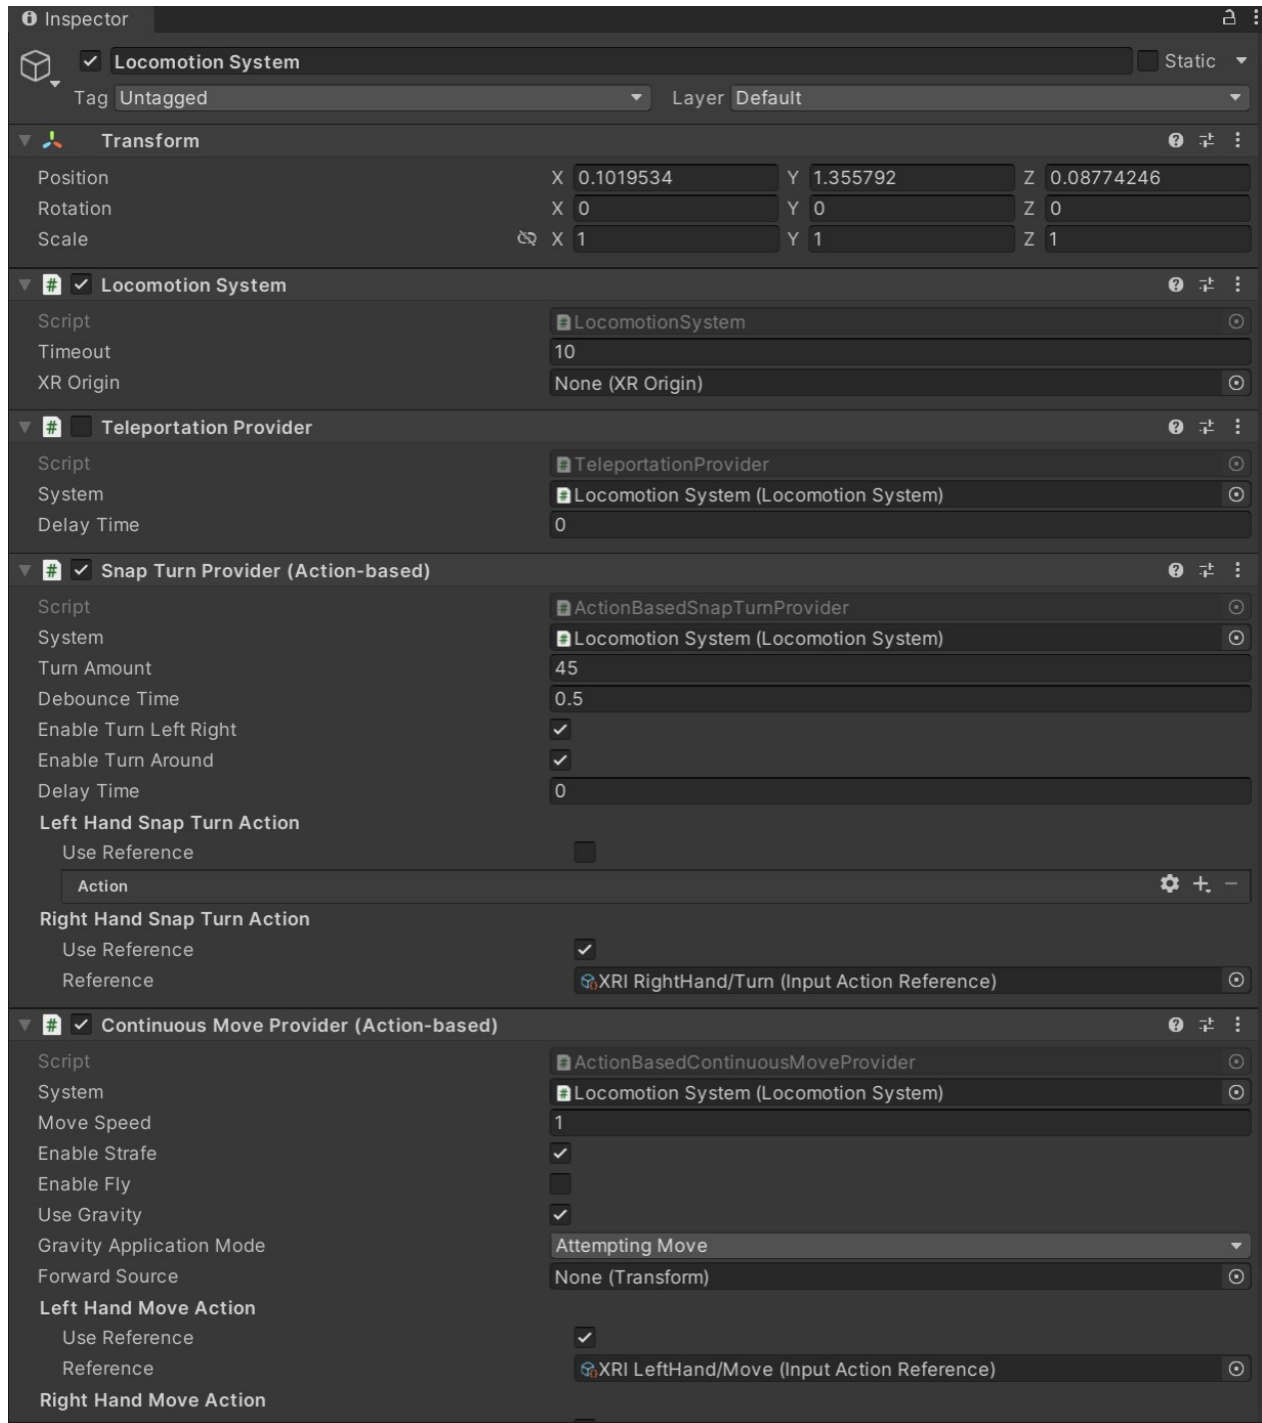 Inspector
Locomotion System Static
Tag Untagged Layer Default
Transform
Position X 0.1019534 Y 1.355792 Z 0.08774246
Rotation X 0 Y 0 Z 0
Scale X 1 Y 1 Z 1
# Locomotion System
Script # LocomotionSystem
Timeout 10
XR Origin None (XR Origin)
# Teleportation Provider
Script # TeleportationProvider
System # Locomotion System (Locomotion System)
Delay Time 0
# Snap Turn Provider (Action-based)
Script # ActionBasedSnapTurnProvider
System # Locomotion System (Locomotion System)
Turn Amount 45
Debounce Time 0.5
Enable Turn Left Right
Enable Turn Around
Delay Time 0
Left Hand Snap Turn Action
Use Reference
Action
Right Hand Snap Turn Action
Use Reference
Reference XRI RightHand/Turn (Input Action Reference)
# Continuous Move Provider (Action-based)
Script # ActionBasedContinuousMoveProvider
System # Locomotion System (Locomotion System)
Move Speed 1
Enable Strafe
Enable Fly
Use Gravity
Gravity Application Mode Attempting Move
Forward Source None (Transform)
Left Hand Move Action
Use Reference
Reference XRI LeftHand/Move (Input Action Reference)
Right Hand Move Action